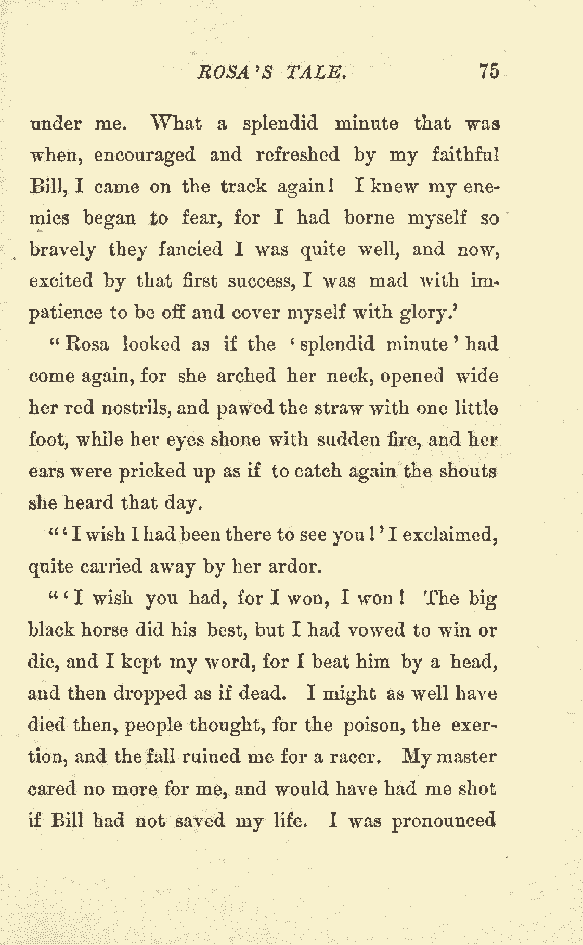 ROSA'S TALE. 75
under me. What a splendid minute that was
when, encouraged and refreshed by my faithful
Bill, I came on the track again! I knew my ene-
mies began to fear, for I had borne myself so
bravely they fancied I was quite well, and now,
excited by that first success, I was mad with im-
patience to be off and cover myself with glory.'
"Rosa looked as if the 'splendid minute' had
come again, for she arched her neck, opened wide
her red nostrils, and pawed the straw with one little
foot, while her eyes shone with sudden fire, and her
ears were pricked up as if to catch again the shouts
she heard that day.
"'I wish I had been there to see you!' I exclaimed,
quite carried away by her ardor.
"'I wish you had, for I won, I won! The big
black horse did his best, but I had vowed to win or
die, and I kept my word, for I beat him by a head,
and then dropped as if dead. I might as well have
died then, people thought, for the poison, the exer-
tion, and the fall ruined me for a racer. My master
cared no more for me, and would have had me shot
if Bill had not saved my life. I was pronounced